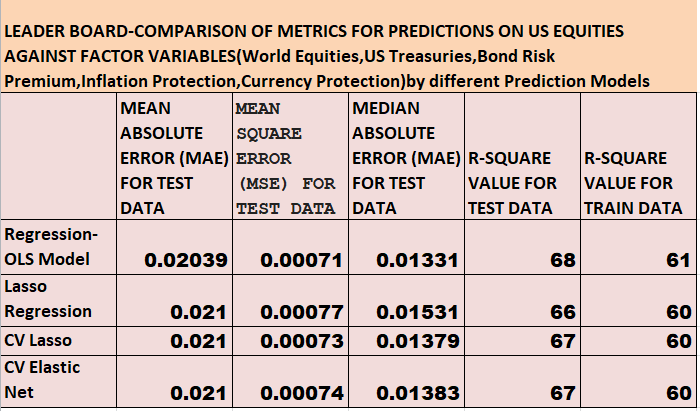 LEADER BOARD-COMPARISON OF METRICS FOR PREDICTIONS ON US EQUITIES
AGAINST FACTOR VARIABLES(World Equities,US Treasuries,Bond Risk
Premium,Inflation Protection,Currency Protection)by different Prediction Models
MEAN
ABSOLUTE
ERROR (MAE)
FOR TEST
DATA
MEAN
SQUARE
ERROR
(MSE) FOR
TEST DATA
MEDIAN
ABSOLUTE
ERROR (MAE)
FOR TEST
DATA
R-SQUARE
VALUE FOR
TEST DATA
R-SQUARE
VALUE FOR
TRAIN DATA
Regression-
OLS Model 0.02039 0.00071 0.01331 68 61
Lasso
Regression 0.021 0.00077 0.01531 66 60
CV Lasso 0.021 0.00073 0.01379 67 60
CV Elastic
Net 0.021 0.00074 0.01383 67 60